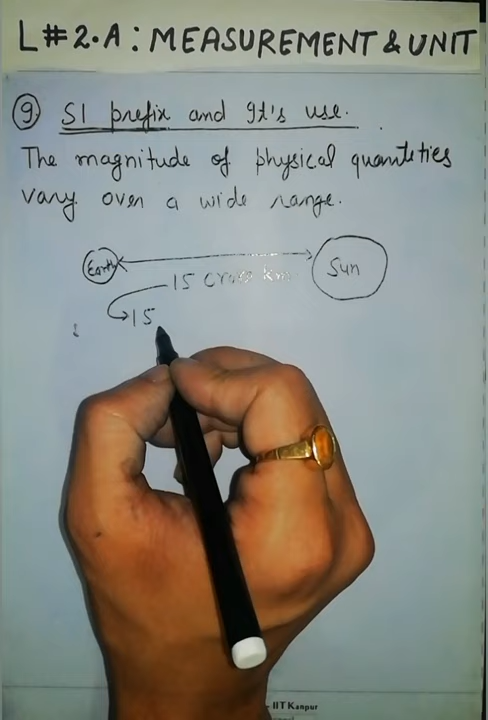 L # 2.A : MEASUREMENT & UNIT
9. SI prefix and It's use.
The magnitude of physical quanteties
vary over a wide range.
Earth
Sun
15 crore km
15
- IIT Kanpur